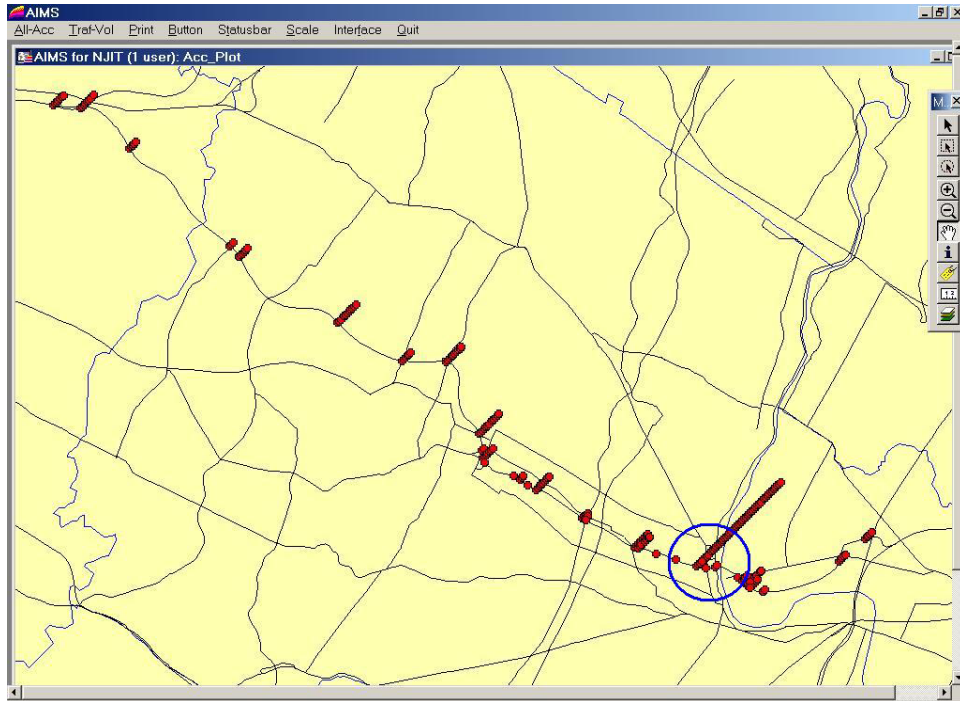 AIMS
All-Acc Traf-Vol Print Button Statusbar Scale Interface Quit
AIMS for NJIT (1 user): Acc_Plot
M